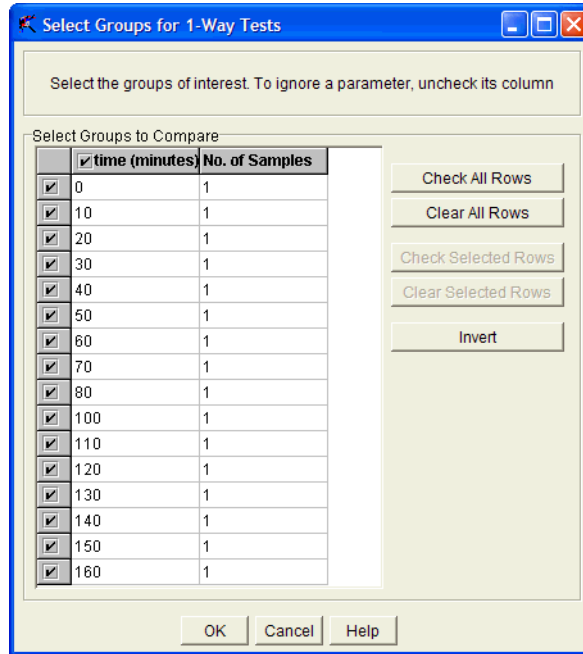 Select Groups for 1-Way Tests
Select the groups of interest. To ignore a parameter, uncheck its column
Select Groups to Compare
time (minutes) No. of Samples
0 1
10 1
20 1
30 1
40 1
50 1
60 1
70 1
80 1
100 1
110 1
120 1
130 1
140 1
150 1
160 1
Check All Rows
Clear All Rows
Check Selected Rows
Clear Selected Rows
Invert
OK Cancel Help